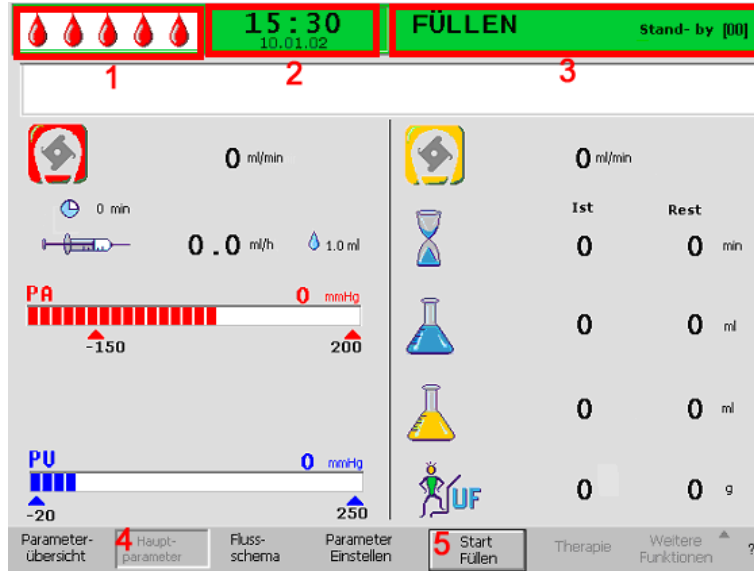 15:30
10.01.02
FÜLLEN
Stand- by [00]
1
2
3
0 ml/min
0 min
0.0 ml/h
1.0 ml
PA
0 mmHg
-150
200
PV
0 mmHg
-20
250
0 ml/min
Ist
Rest
0
0 min
0
0 ml
0
0 ml
UF
0
0 g
Parameter-
übersicht
4
Haupt-
parameter
Fluss-
schema
Parameter
Einstellen
5
Start
Füllen
Therapie
Weitere
Funktionen
?